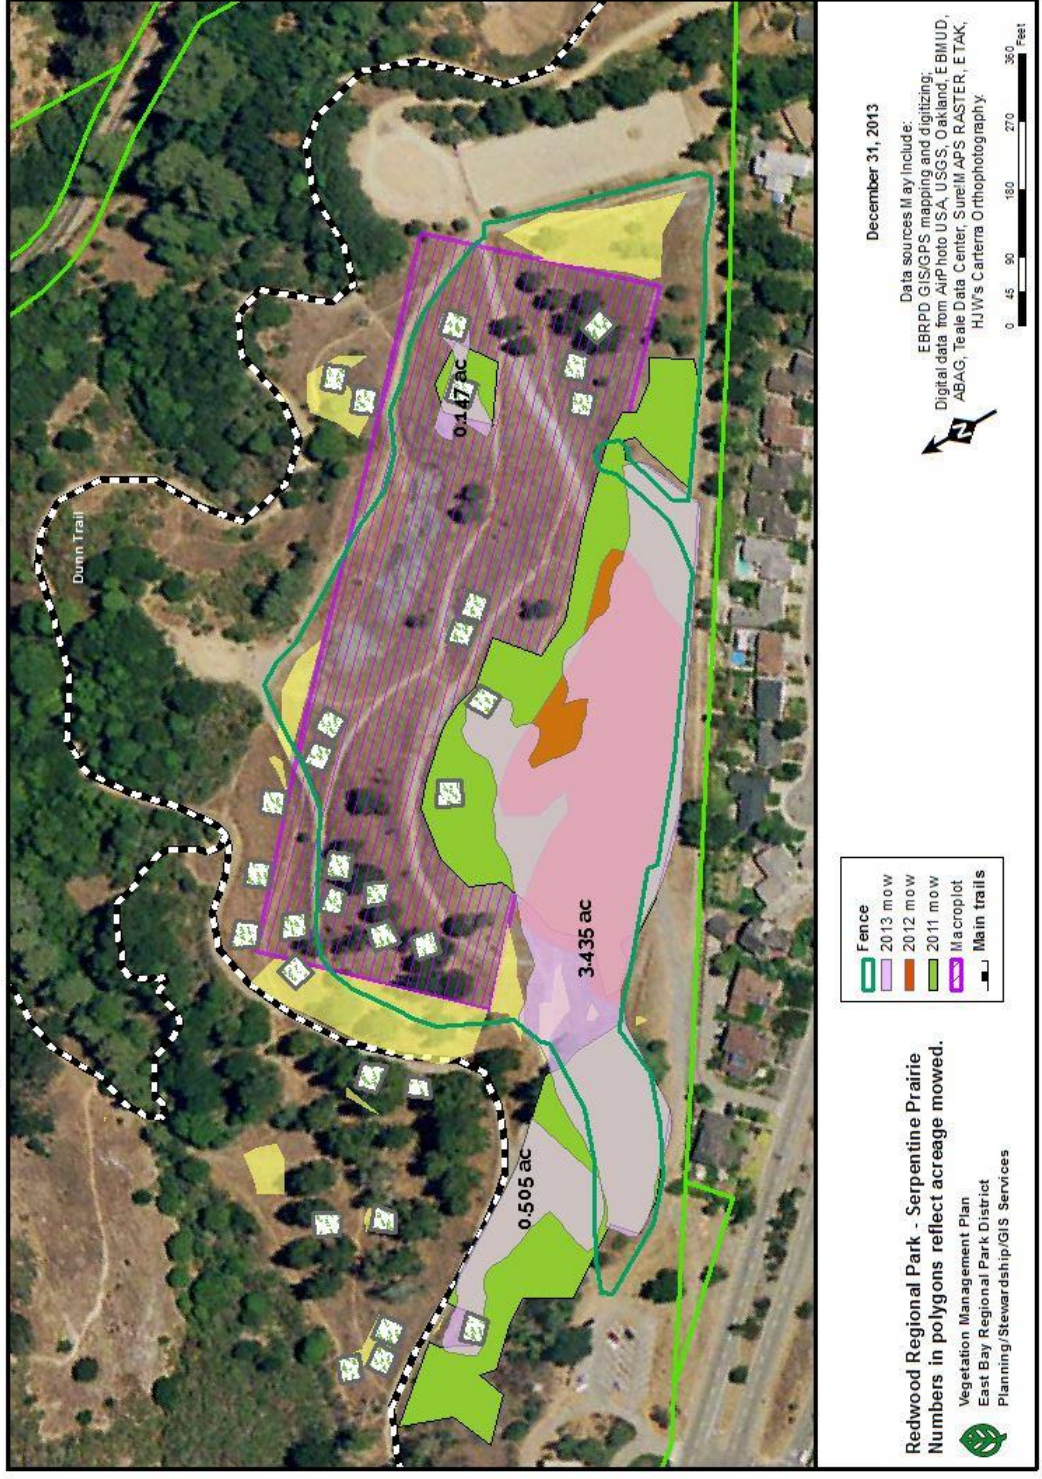 Dunn Trail
0.147 ac
3.435 ac
0.505 ac
Redwood Regional Park - Serpentine Prairie
Numbers in polygons reflect acreage mowed.
Vegetation Management Plan
East Bay Regional Park District
Planning/Stewardship/GIS Services
Fence
2013 mow
2012 mow
2011 mow
Macroplot
Main trails
December 31, 2013
Data sources May Include:
EBRPD GIS/GPS mapping and digitizing;
Digital data from AirPhoto USA, USGS, Oakland, EBMUD,
ABAG, Teale Data Center, Sure!MAPS RASTER, ETAK,
HJW's Carterra Orthophotography.
N
0 45 90 180 270 360
Feet